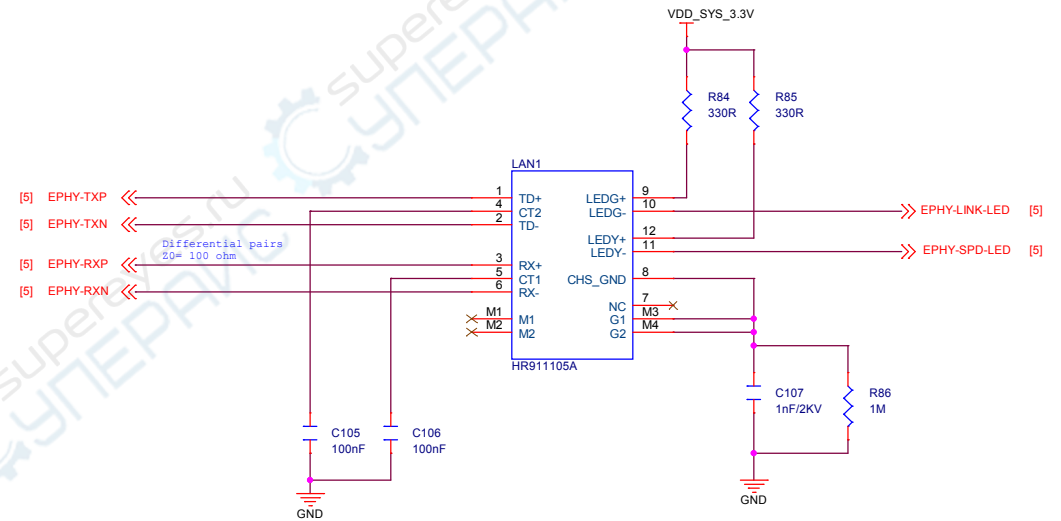 VDD_SYS_3.3V
R84
330R
R85
330R
LAN1
[5] EPHY-TXP
1 TD+
4 CT2
[5] EPHY-TXN
2 TD-
Differential pairs
Z0= 100 ohm
[5] EPHY-RXP
3 RX+
5 CT1
[5] EPHY-RXN
6 RX-
M1 M1
M2 M2
LEDG+ 9
LEDG- 10
EPHY-LINK-LED [5]
LEDY+ 12
LEDY- 11
EPHY-SPD-LED [5]
CHS_GND 8
NC 7
G1 M3
G2 M4
HR911105A
C105
100nF
C106
100nF
GND
C107
1nF/2KV
R86
1M
GND
supereyes.ru
СУПЕРАЙС